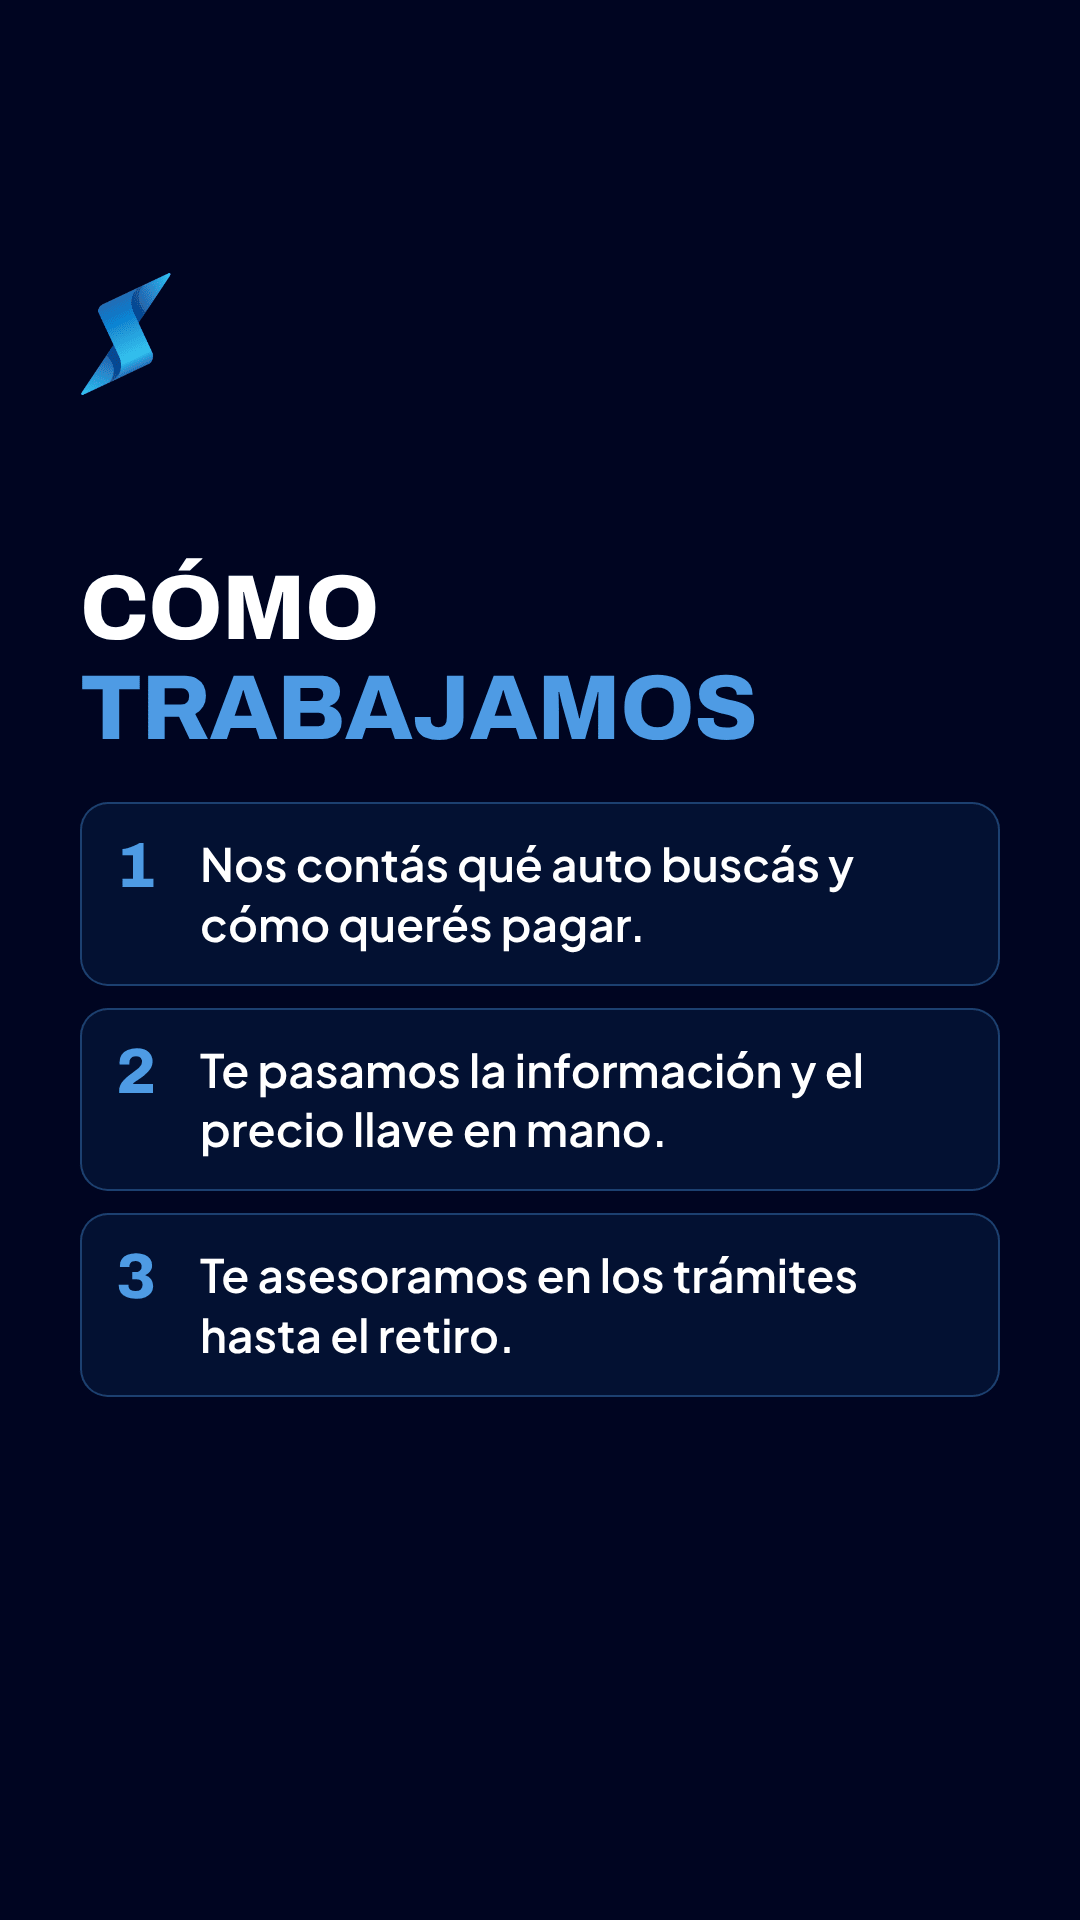 CÓMO
TRABAJAMOS
1 Nos contás qué auto buscás y
cómo querés pagar.
2 Te pasamos la información y el
precio llave en mano.
3 Te asesoramos en los trámites
hasta el retiro.